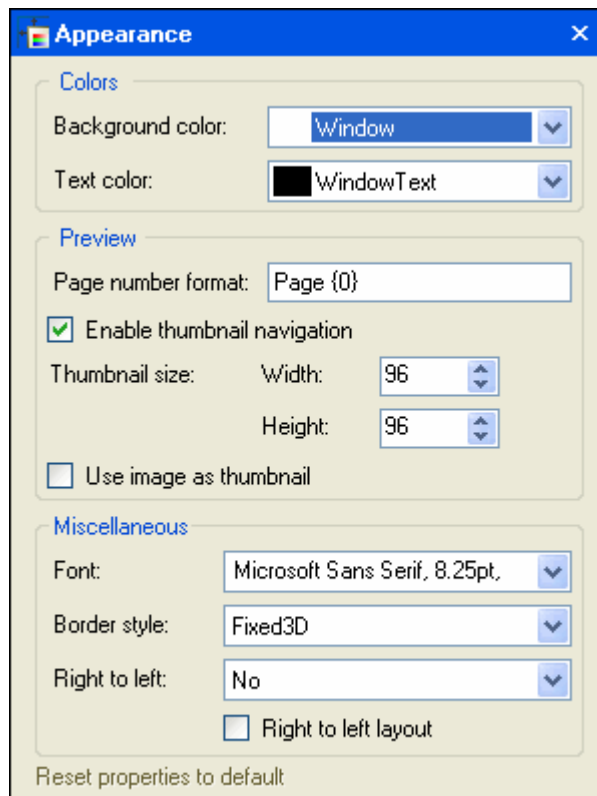 Appearance
Colors
Background color: Window
Text color: WindowText
Preview
Page number format: Page {0}
Enable thumbnail navigation
Thumbnail size: Width: 96
Height: 96
Use image as thumbnail
Miscellaneous
Font: Microsoft Sans Serif, 8.25pt,
Border style: Fixed3D
Right to left: No
Right to left layout
Reset properties to default